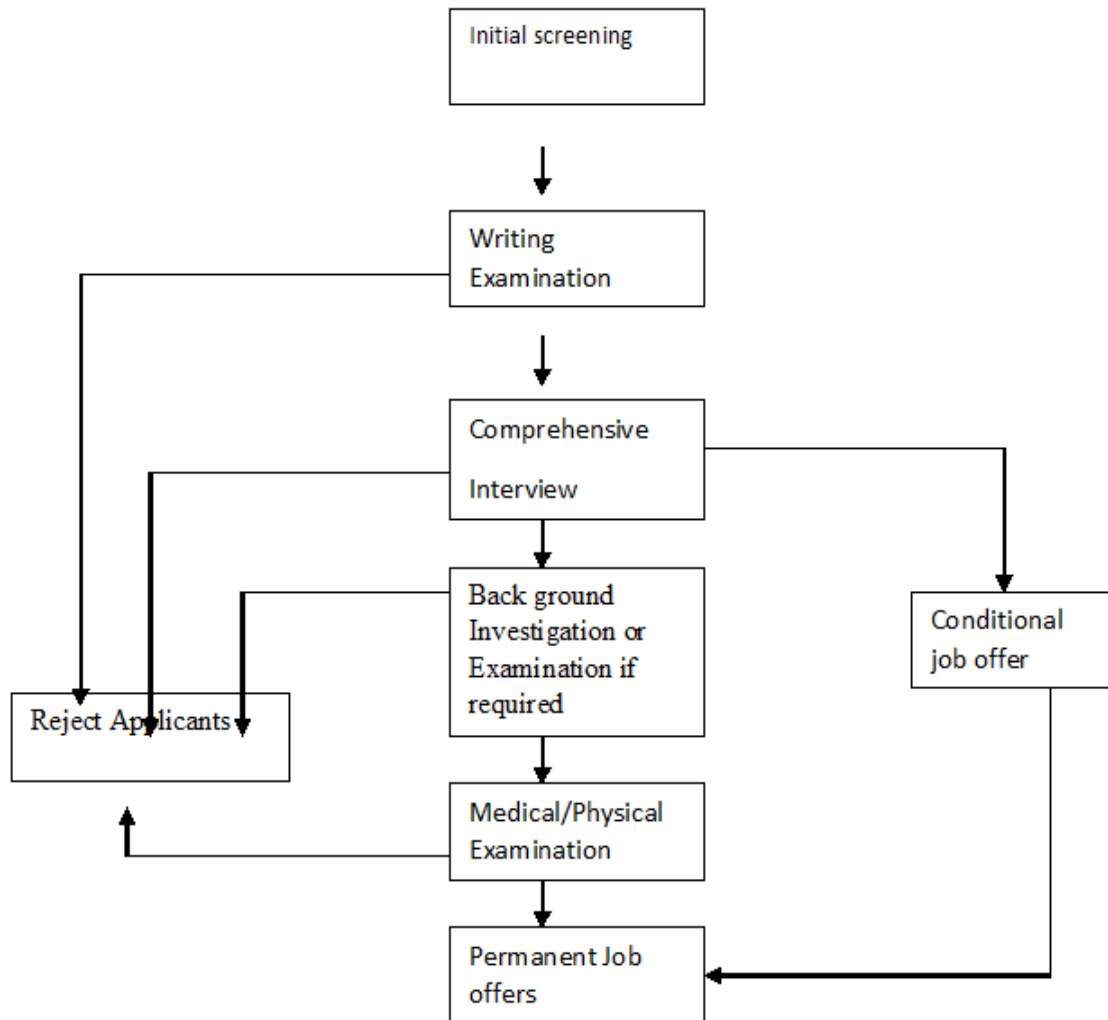 Initial screening
Writing
Examination
Comprehensive
Interview
Back ground
Investigation or
Examination if
required
Conditional
job offer
Reject Applicants
Medical/Physical
Examination
Permanent Job
offers